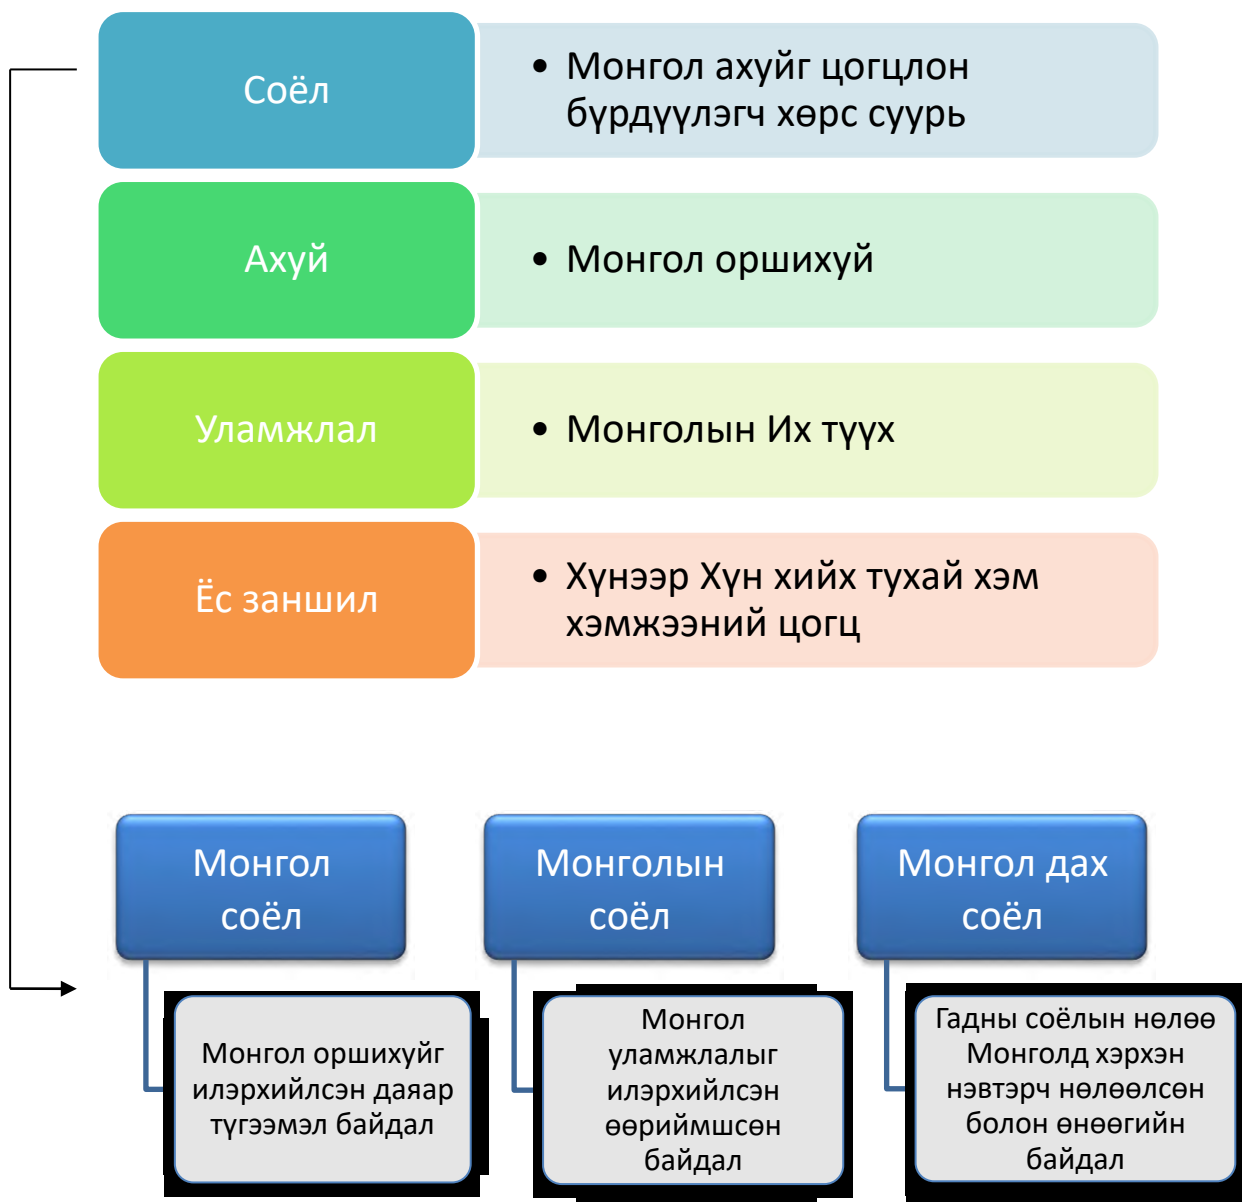 Соёл
• Монгол ахуйг цогцлон
бүрдүүлэгч хөрс суурь
Ахуй
• Монгол оршихуй
Уламжлал
• Монголын Их түүх
Ёс заншил
• Хүнээр Хүн хийх тухай хэм
хэмжээний цогц
Монгол
соёл
Монгол оршихуйг
илэрхийлсэн даяар
түгээмэл байдал
Монголын
соёл
Монгол
уламжлалыг
илэрхийлсэн
өөриймшсөн
байдал
Монгол дах
соёл
Гадны соёлын нөлөө
Монголд хэрхэн
нэвтэрч нөлөөлсөн
болон өнөөгийн
байдал